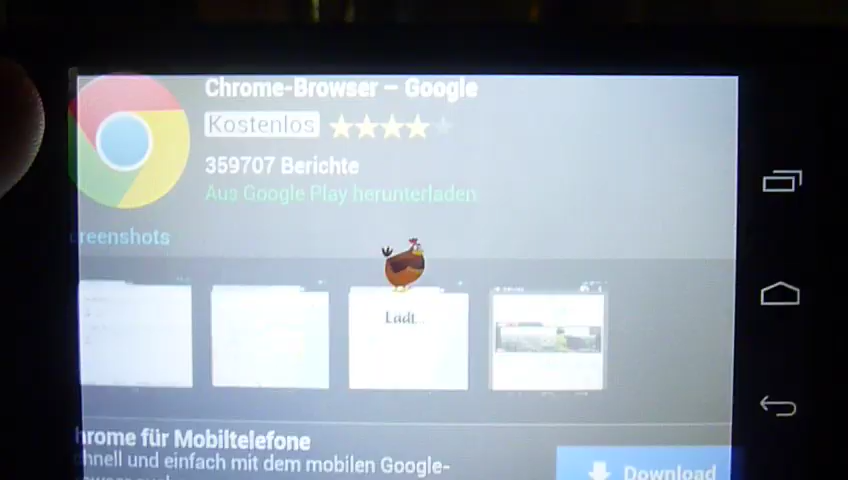 Chrome-Browser – Google
Kostenlos
359707 Berichte
Aus Google Play herunterladen
reenshots
Lädt...
hrome für Mobiltelefone
chnell und einfach mit dem mobilen Google-
Download